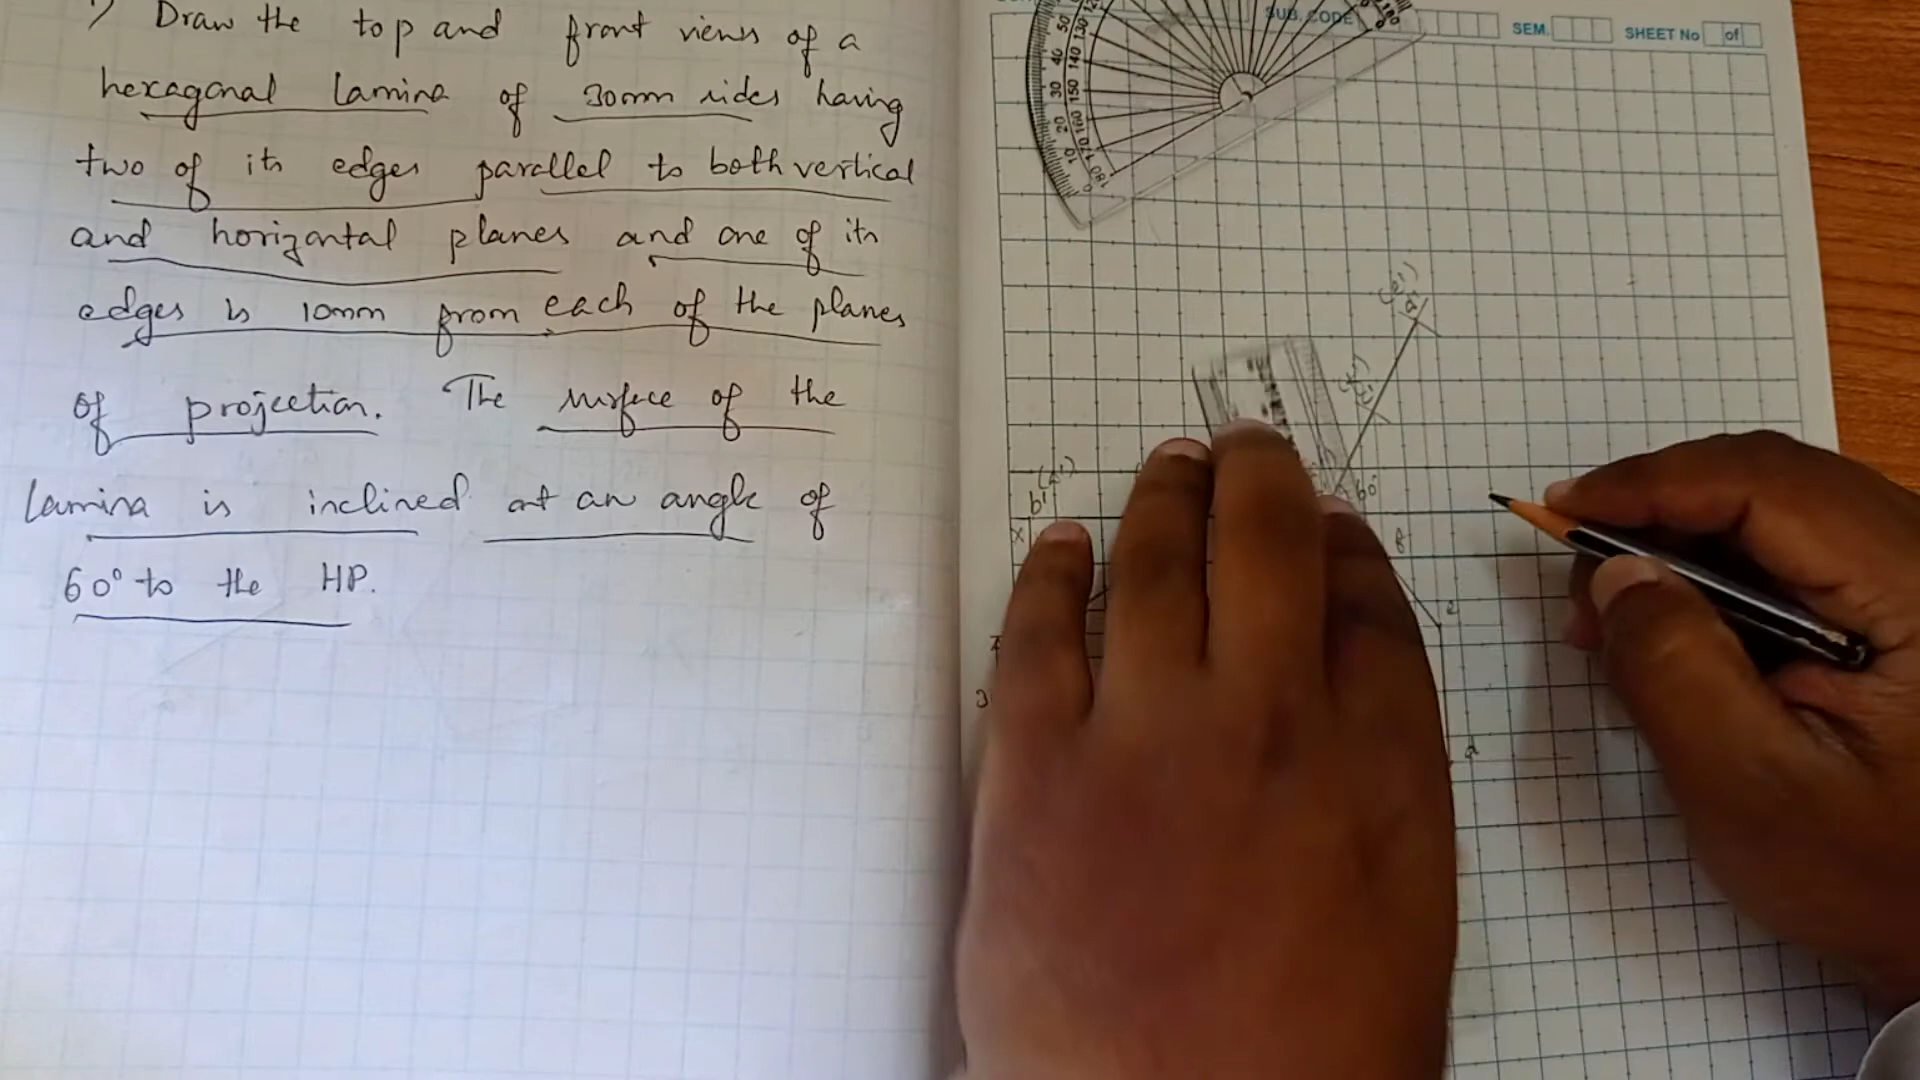 1) Draw the top and front views of a
hexagonal lamina of 30mm sides having
two of its edges parallel to both vertical
and horizontal planes and one of its
edges is 10mm from each of the planes
of projection. The surface of the
lamina is inclined at an angle of
60° to the HP.
SUB. CODE
SEM.
SHEET No of
60°
X
b'
e
d